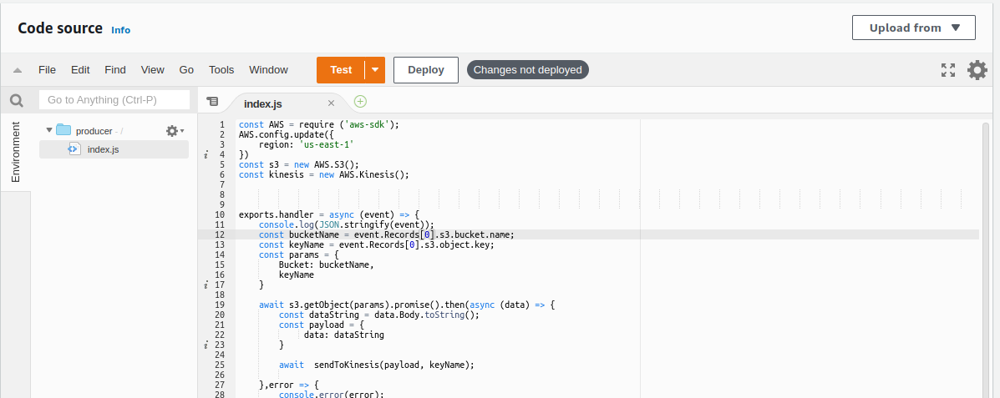 Code source Info
Upload from
File Edit Find View Go Tools Window Test Deploy Changes not deployed
Go to Anything (Ctrl-P)
index.js
Environment
producer - /
index.js
1 const AWS = require ('aws-sdk');
2 AWS.config.update({
3 region: 'us-east-1'
4 })
5 const s3 = new AWS.S3();
6 const kinesis = new AWS.Kinesis();
7
8
9
10 exports.handler = async (event) => {
11 console.log(JSON.stringify(event));
12 const bucketName = event.Records[0].s3.bucket.name;
13 const keyName = event.Records[0].s3.object.key;
14 const params = {
15 Bucket: bucketName,
16 keyName
17 }
18
19 await s3.getObject(params).promise().then(async (data) => {
20 const dataString = data.Body.toString();
21 const payload = {
22 data: dataString
23 }
24
25 await  sendToKinesis(payload, keyName);
26
27 },error => {
28 console.error(error);